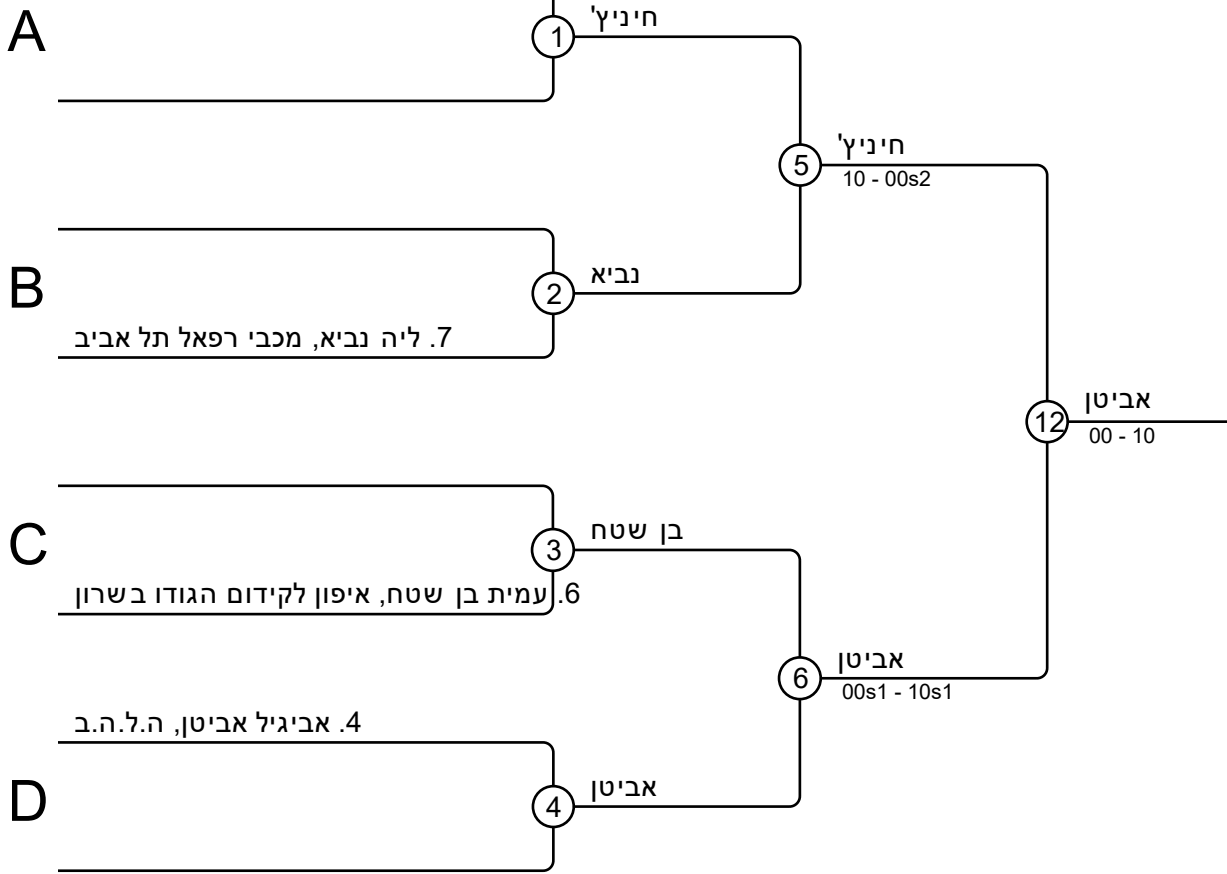 A
1
חיניץ'
5
חיניץ'
10 - 00s2
B
2
נביא
7. ליה נביא, מכבי רפאל תל אביב
12
אביטן
00 - 10
C
3
בן שטח
6. עמית בן שטח, איפון לקידום הגודו בשרון
6
אביטן
00s1 - 10s1
4. אביגיל אביטן, ה.ל.ה.ב
D
4
אביטן